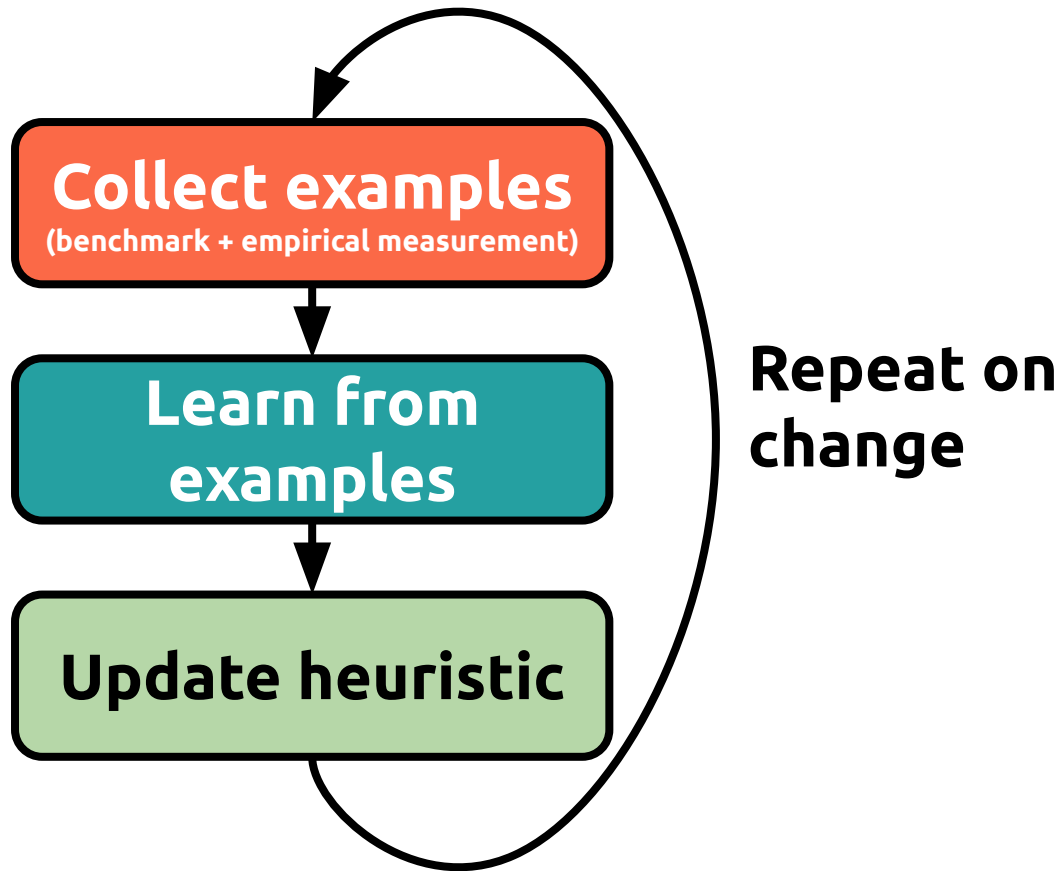 Collect examples
(benchmark + empirical measurement)
Learn from
examples
Update heuristic
Repeat on
change